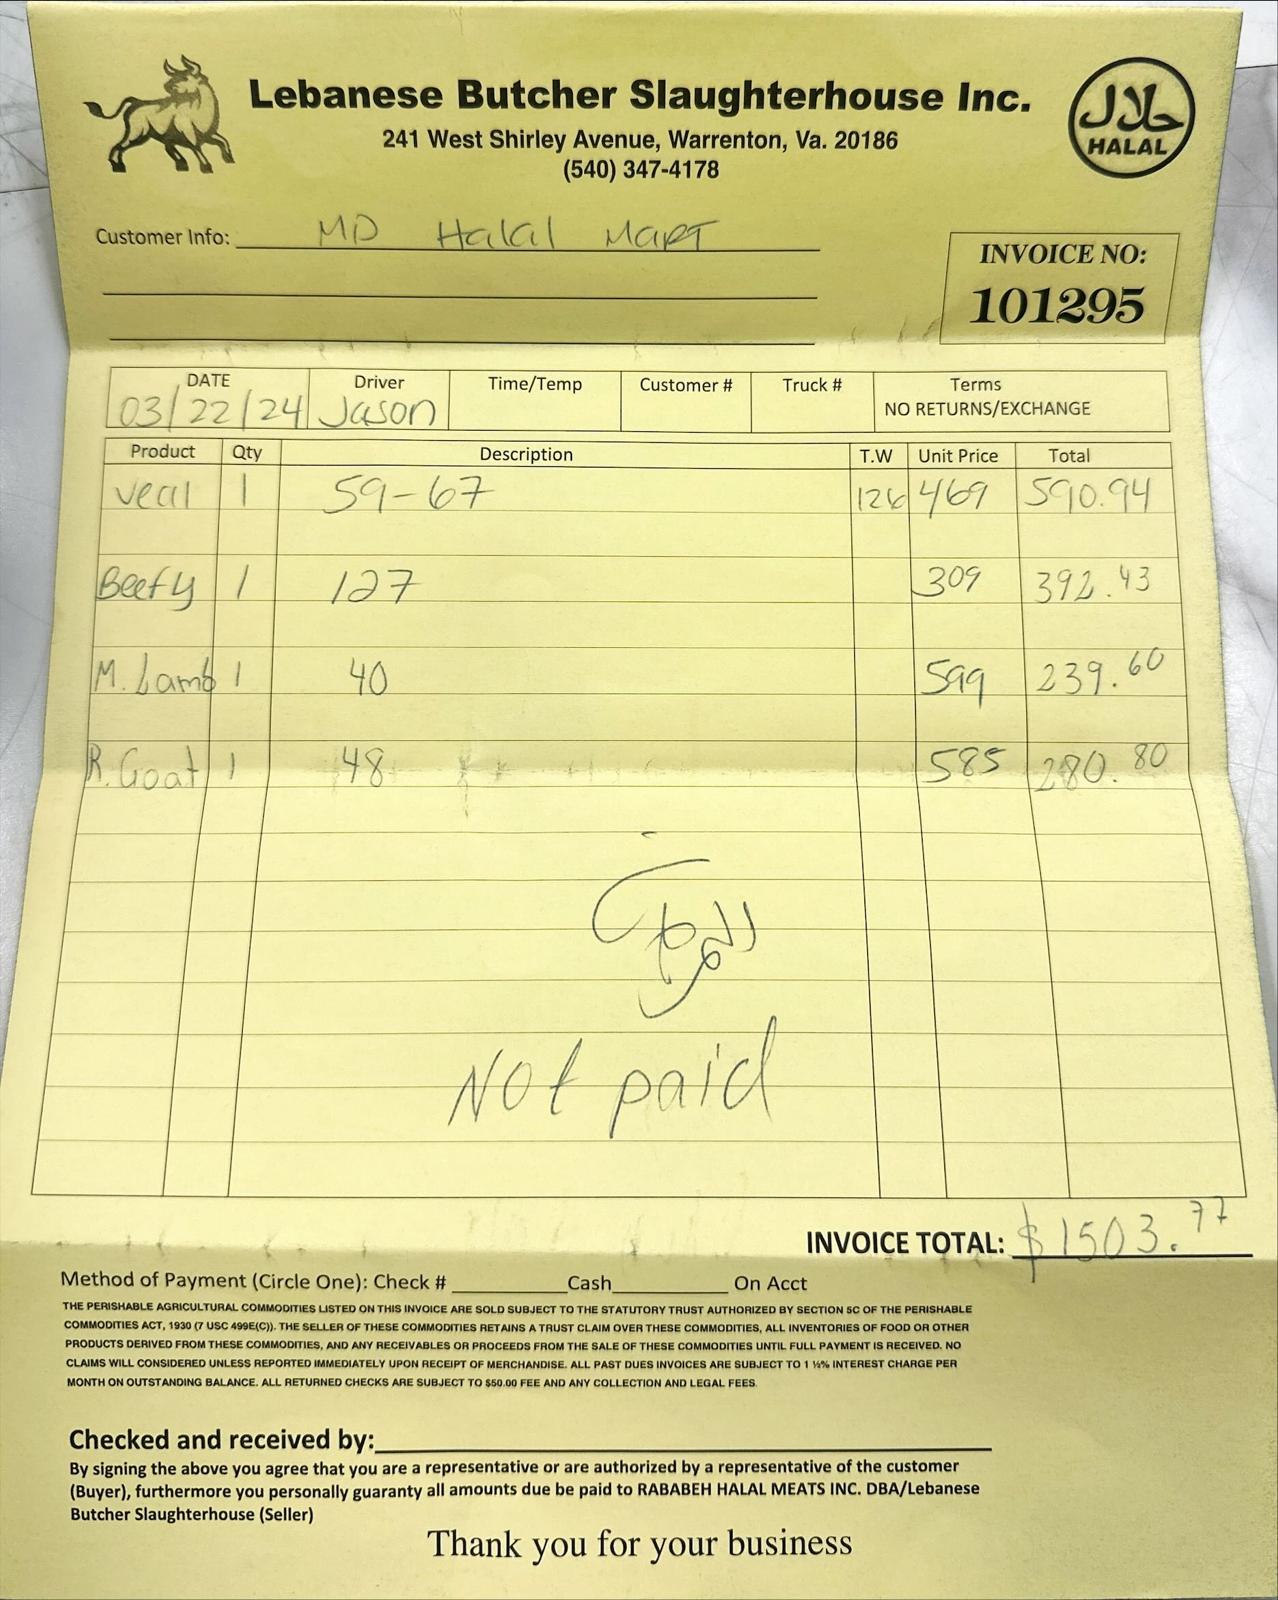 Lebanese Butcher Slaughterhouse Inc.
241 West Shirley Avenue, Warrenton, Va. 20186
(540) 347-4178
حلال
HALAL
Customer Info: MD Halal Mart
INVOICE NO:
101295
DATE Driver Time/Temp Customer # Truck # Terms
03/22/24 Jason NO RETURNS/EXCHANGE
Product Qty Description T.W Unit Price Total
Veal 1 59-67 126 469 590.94
Beefy 1 127 309 392.43
M. Lamb 1 40 599 239.60
R. Goat 1 48 585 280.80
Not paid
INVOICE TOTAL: $1503.77
Method of Payment (Circle One): Check # Cash On Acct
THE PERISHABLE AGRICULTURAL COMMODITIES LISTED ON THIS INVOICE ARE SOLD SUBJECT TO THE STATUTORY TRUST AUTHORIZED BY SECTION 5C OF THE PERISHABLE
COMMODITIES ACT, 1930 (7 USC 499E(C)). THE SELLER OF THESE COMMODITIES RETAINS A TRUST CLAIM OVER THESE COMMODITIES, ALL INVENTORIES OF FOOD OR OTHER
PRODUCTS DERIVED FROM THESE COMMODITIES, AND ANY RECEIVABLES OR PROCEEDS FROM THE SALE OF THESE COMMODITIES UNTIL FULL PAYMENT IS RECEIVED. NO
CLAIMS WILL CONSIDERED UNLESS REPORTED IMMEDIATELY UPON RECEIPT OF MERCHANDISE. ALL PAST DUES INVOICES ARE SUBJECT TO 1 ½% INTEREST CHARGE PER
MONTH ON OUTSTANDING BALANCE. ALL RETURNED CHECKS ARE SUBJECT TO $50.00 FEE AND ANY COLLECTION AND LEGAL FEES.
Checked and received by:
By signing the above you agree that you are a representative or are authorized by a representative of the customer
(Buyer), furthermore you personally guaranty all amounts due be paid to RABABEH HALAL MEATS INC. DBA/Lebanese
Butcher Slaughterhouse (Seller)
Thank you for your business